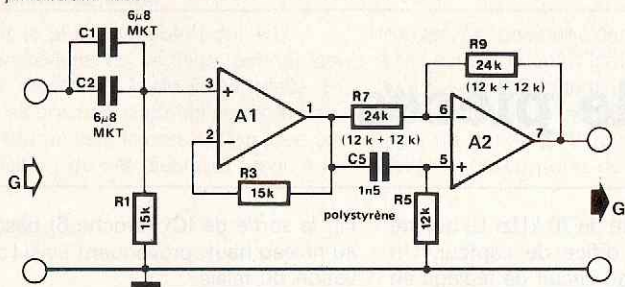 6µ8
MKT
C1
C2
6µ8
MKT
R1
15k
3
+
A1
1
2
−
R3
15k
R7
24k
(12 k + 12 k)
C5
1n5
polystyrène
R5
12k
R9
24k
(12 k + 12 k)
6
−
A2
7
5
+
G
G